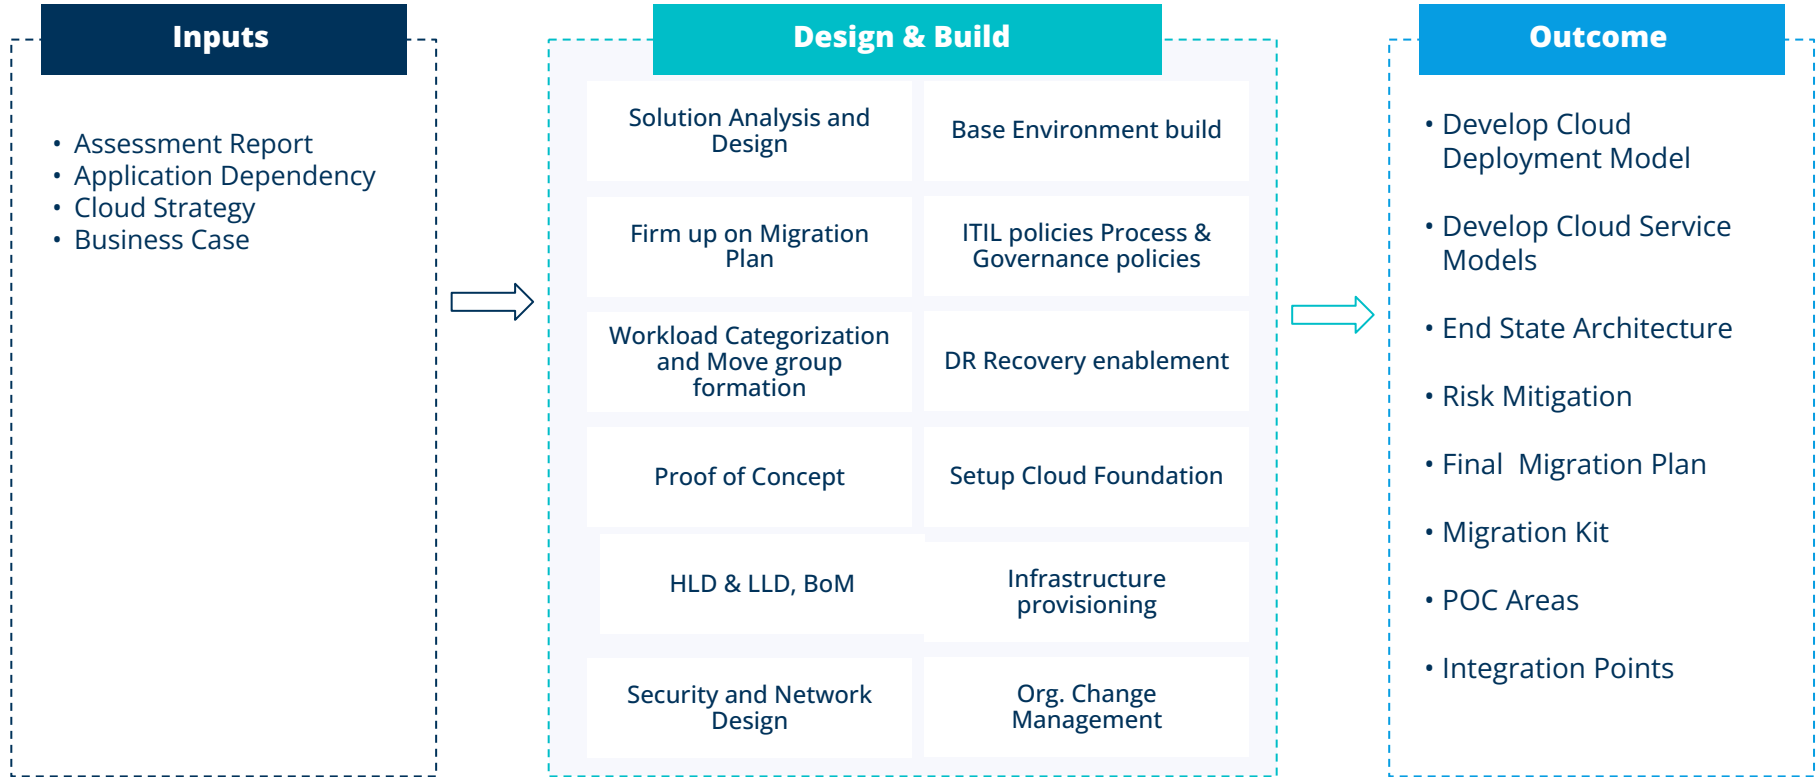 Inputs
• Assessment Report
• Application Dependency
• Cloud Strategy
• Business Case
Design & Build
Solution Analysis and
Design
Base Environment build
Firm up on Migration
Plan
ITIL policies Process &
Governance policies
Workload Categorization
and Move group
formation
DR Recovery enablement
Proof of Concept
Setup Cloud Foundation
HLD & LLD, BoM
Infrastructure
provisioning
Security and Network
Design
Org. Change
Management
Outcome
• Develop Cloud
Deployment Model
• Develop Cloud Service
Models
• End State Architecture
• Risk Mitigation
• Final  Migration Plan
• Migration Kit
• POC Areas
• Integration Points